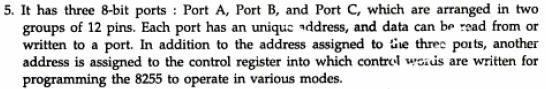 5. It has three 8-bit ports : Port A, Port B, and Port C, which are arranged in two
groups of 12 pins. Each port has an unique address, and data can be read from or
written to a port. In addition to the address assigned to the three ports, another
address is assigned to the control register into which control words are written for
programming the 8255 to operate in various modes.